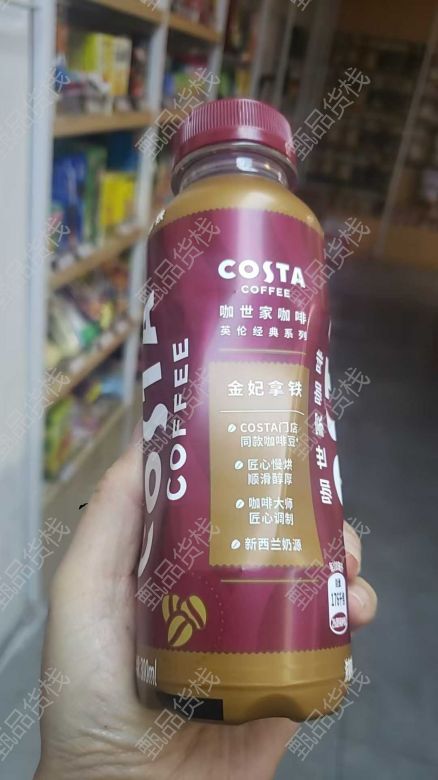 COSTA
COFFEE
咖世家咖啡
英伦经典系列
金妃拿铁
COSTA门店
同款咖啡豆
匠心慢烘
顺滑醇厚
咖啡大师
匠心调制
新西兰奶源
COSTA
COFFEE
300ml
甄品货栈